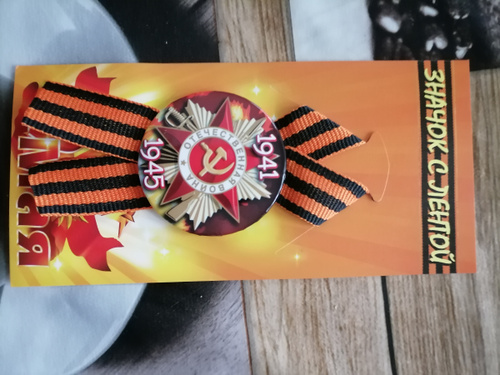 ЗНАЧОК С ЛЕНТОЙ
1941
1945
ОТЕЧЕСТВЕННАЯ ВОЙНА